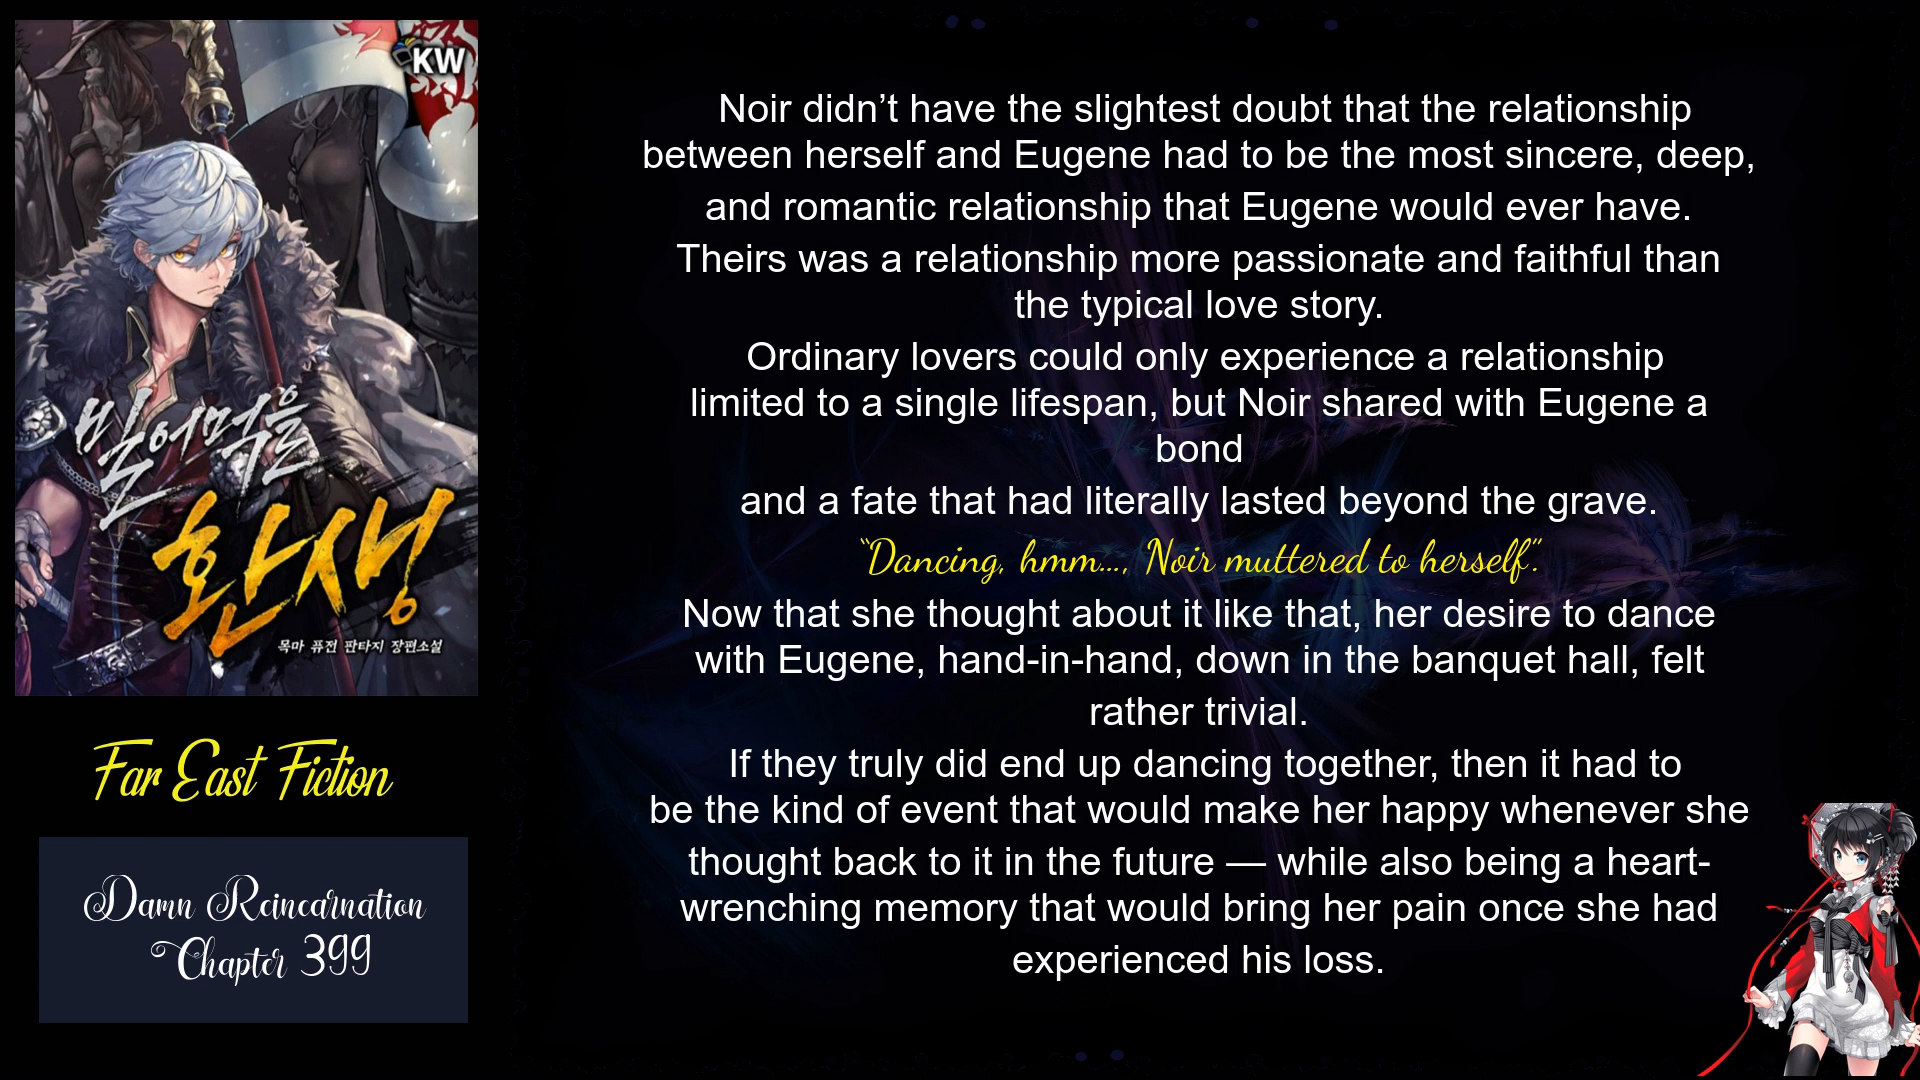 KW
빌어먹을
환생
목마 퓨전 판타지 장편소설
Far East Fiction
Damn Reincarnation
Chapter 399
Noir didn’t have the slightest doubt that the relationship
between herself and Eugene had to be the most sincere, deep,
and romantic relationship that Eugene would ever have.
Theirs was a relationship more passionate and faithful than
the typical love story.
Ordinary lovers could only experience a relationship
limited to a single lifespan, but Noir shared with Eugene a
bond
and a fate that had literally lasted beyond the grave.
“Dancing, hmm…, Noir muttered to herself”.
Now that she thought about it like that, her desire to dance
with Eugene, hand-in-hand, down in the banquet hall, felt
rather trivial.
If they truly did end up dancing together, then it had to
be the kind of event that would make her happy whenever she
thought back to it in the future — while also being a heart-
wrenching memory that would bring her pain once she had
experienced his loss.